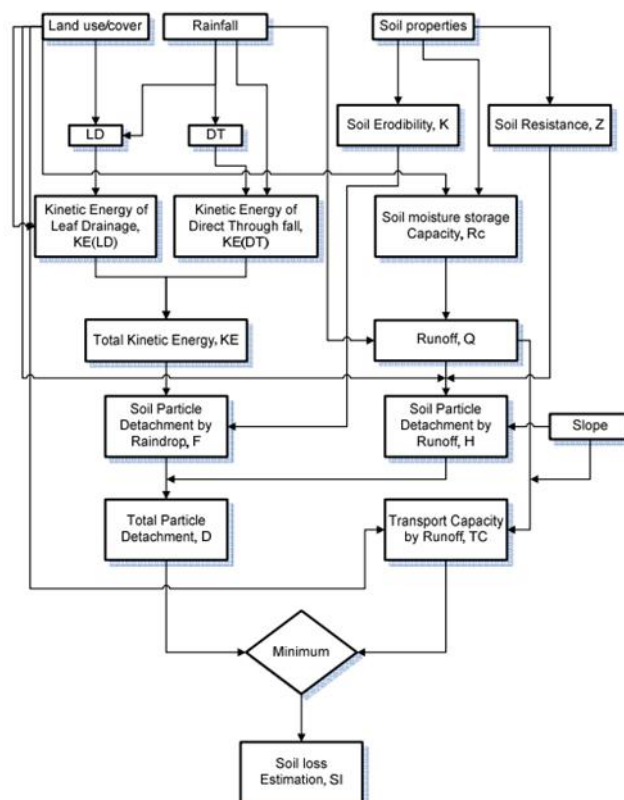 Land use/cover
Rainfall
Soil properties
LD
DT
Soil Erodibility, K
Soil Resistance, Z
Kinetic Energy of
Leaf Drainage,
KE(LD)
Kinetic Energy of
Direct Through fall,
KE(DT)
Soil moisture storage
Capacity, Rc
Total Kinetic Energy, KE
Runoff, Q
Soil Particle
Detachment by
Raindrop, F
Soil Particle
Detachment by
Runoff, H
Slope
Total Particle
Detachment, D
Transport Capacity
by Runoff, TC
Minimum
Soil loss
Estimation, Sl